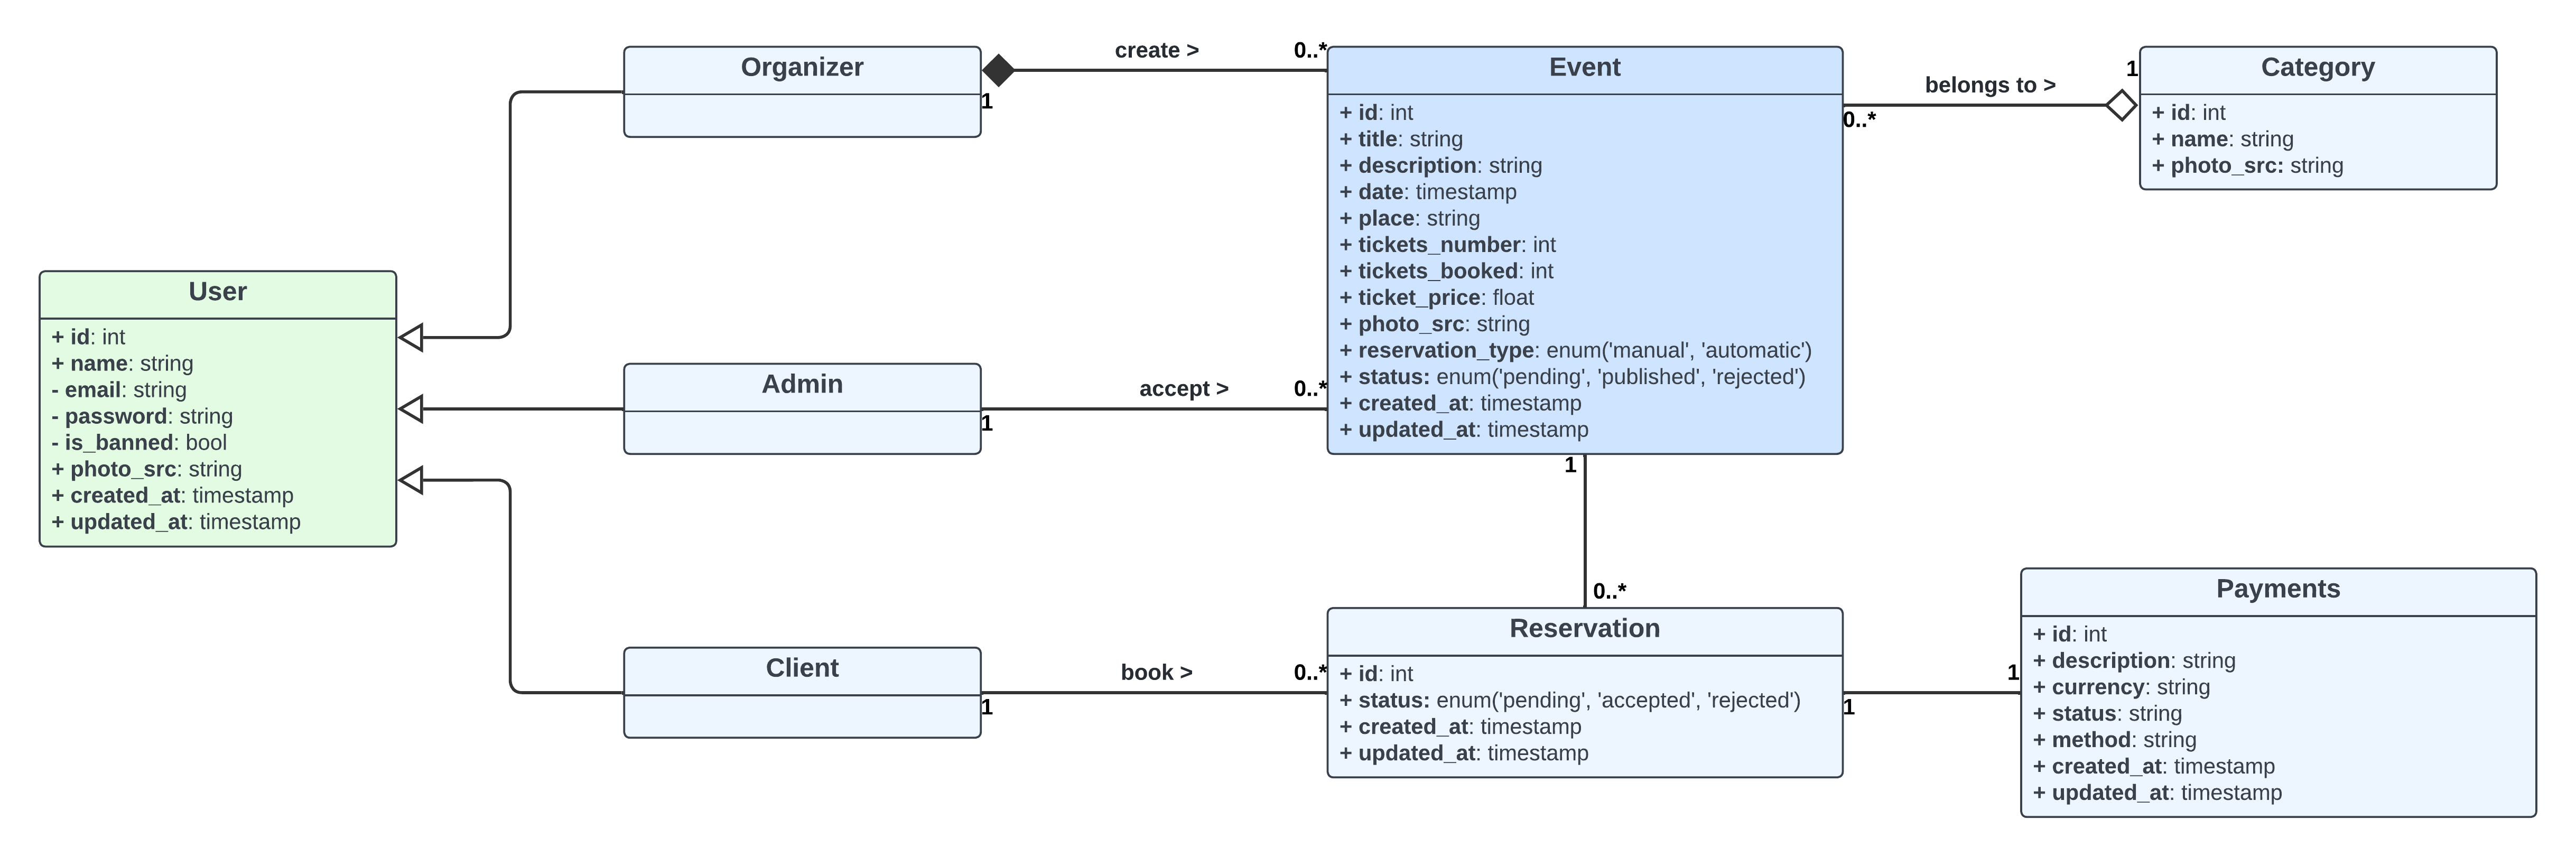 Organizer
1
create >
0..*
Event
+ id: int
+ title: string
+ description: string
+ date: timestamp
+ place: string
+ tickets_number: int
+ tickets_booked: int
+ ticket_price: float
+ photo_src: string
+ reservation_type: enum('manual', 'automatic')
+ status: enum('pending', 'published', 'rejected')
+ created_at: timestamp
+ updated_at: timestamp
0..*
belongs to >
1
Category
+ id: int
+ name: string
+ photo_src: string
User
+ id: int
+ name: string
- email: string
- password: string
- is_banned: bool
+ photo_src: string
+ created_at: timestamp
+ updated_at: timestamp
Admin
1
accept >
0..*
1
0..*
Client
1
book >
0..*
Reservation
+ id: int
+ status: enum('pending', 'accepted', 'rejected')
+ created_at: timestamp
+ updated_at: timestamp
1
1
Payments
+ id: int
+ description: string
+ currency: string
+ status: string
+ method: string
+ created_at: timestamp
+ updated_at: timestamp